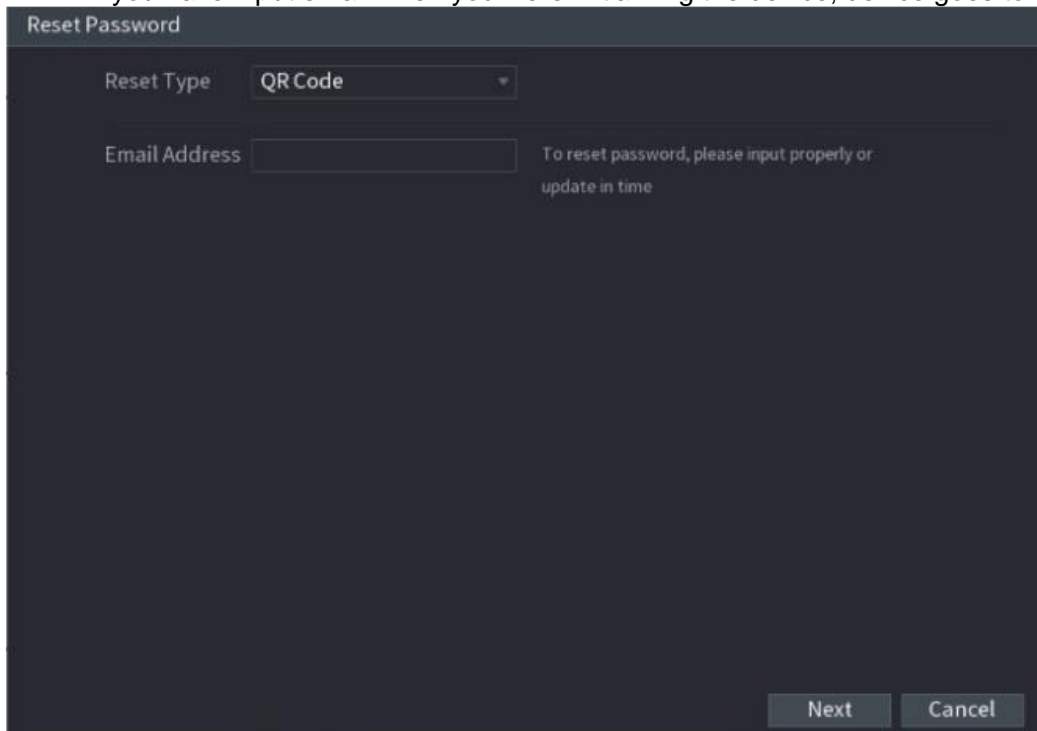 Reset Password
Reset Type QR Code
Email Address To reset password, please input properly or
update in time
Next Cancel